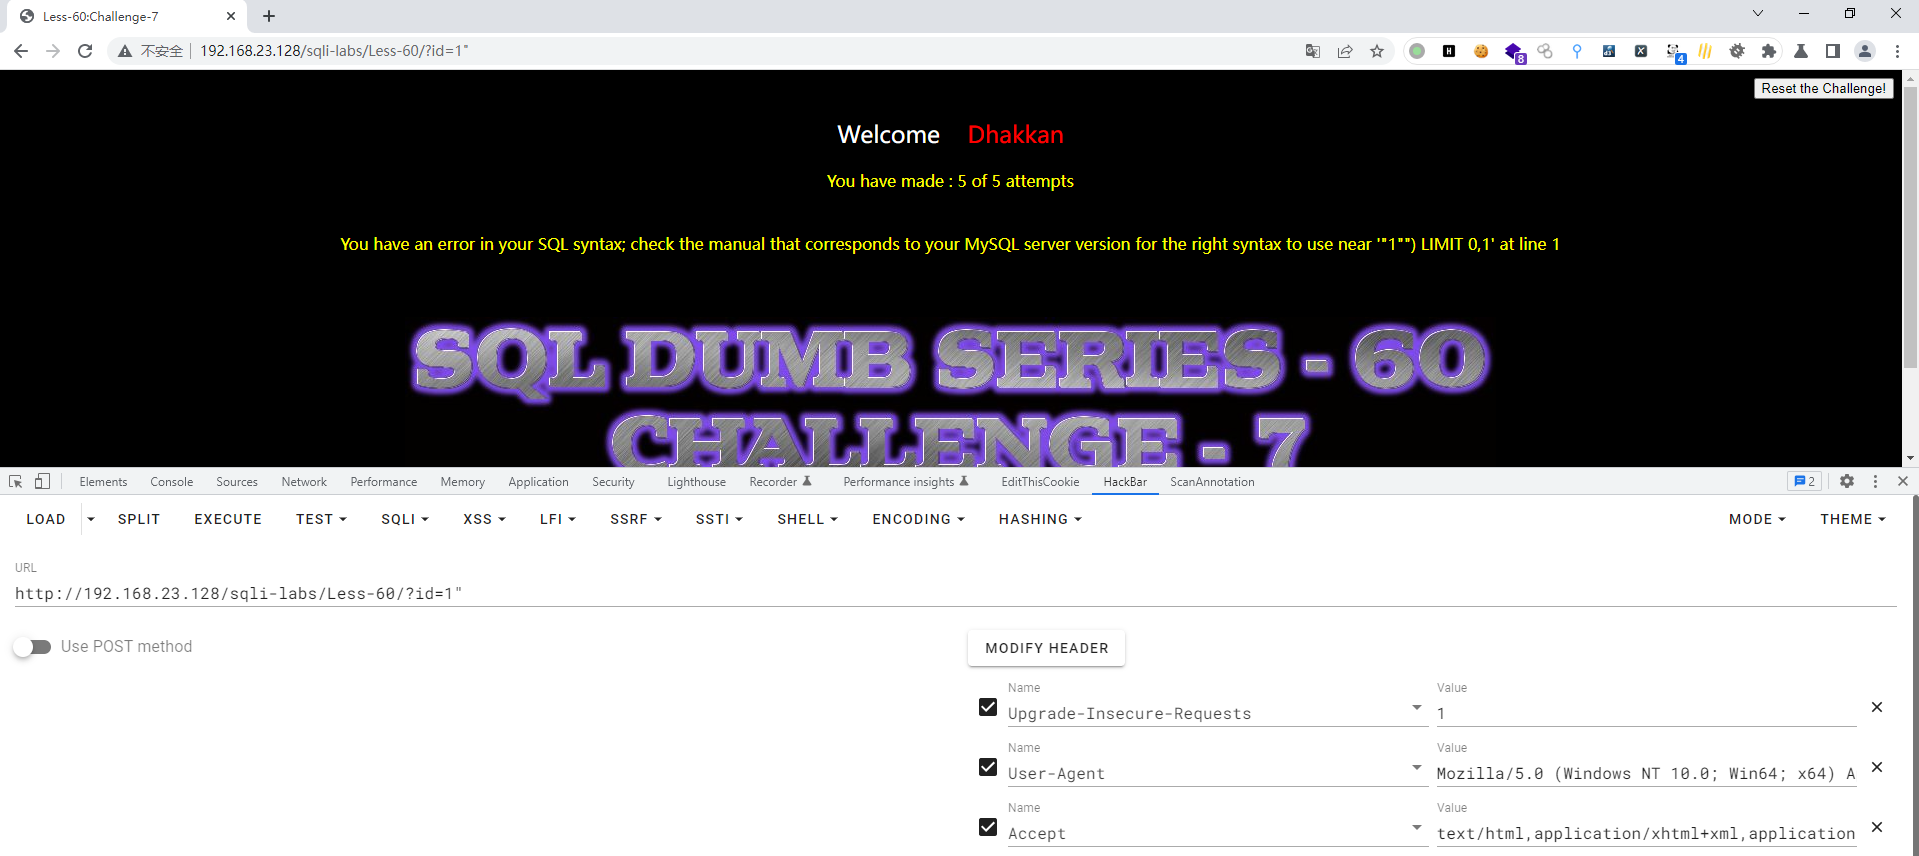 Less-60:Challenge-7
不安全 192.168.23.128/sqli-labs/Less-60/?id=1"
8
4
Reset the Challenge!
Welcome Dhakkan
You have made : 5 of 5 attempts
You have an error in your SQL syntax; check the manual that corresponds to your MySQL server version for the right syntax to use near '"1"") LIMIT 0,1' at line 1
SQL DUMB SERIES - 60
CHALLENGE - 7
Elements Console Sources Network Performance Memory Application Security Lighthouse Recorder Performance insights EditThisCookie HackBar ScanAnnotation 2
LOAD SPLIT EXECUTE TEST SQLI XSS LFI SSRF SSTI SHELL ENCODING HASHING MODE THEME
URL
http://192.168.23.128/sqli-labs/Less-60/?id=1"
Use POST method
MODIFY HEADER
Name Value
Upgrade-Insecure-Requests 1
Name Value
User-Agent Mozilla/5.0 (Windows NT 10.0; Win64; x64) A
Name Value
Accept text/html,application/xhtml+xml,application